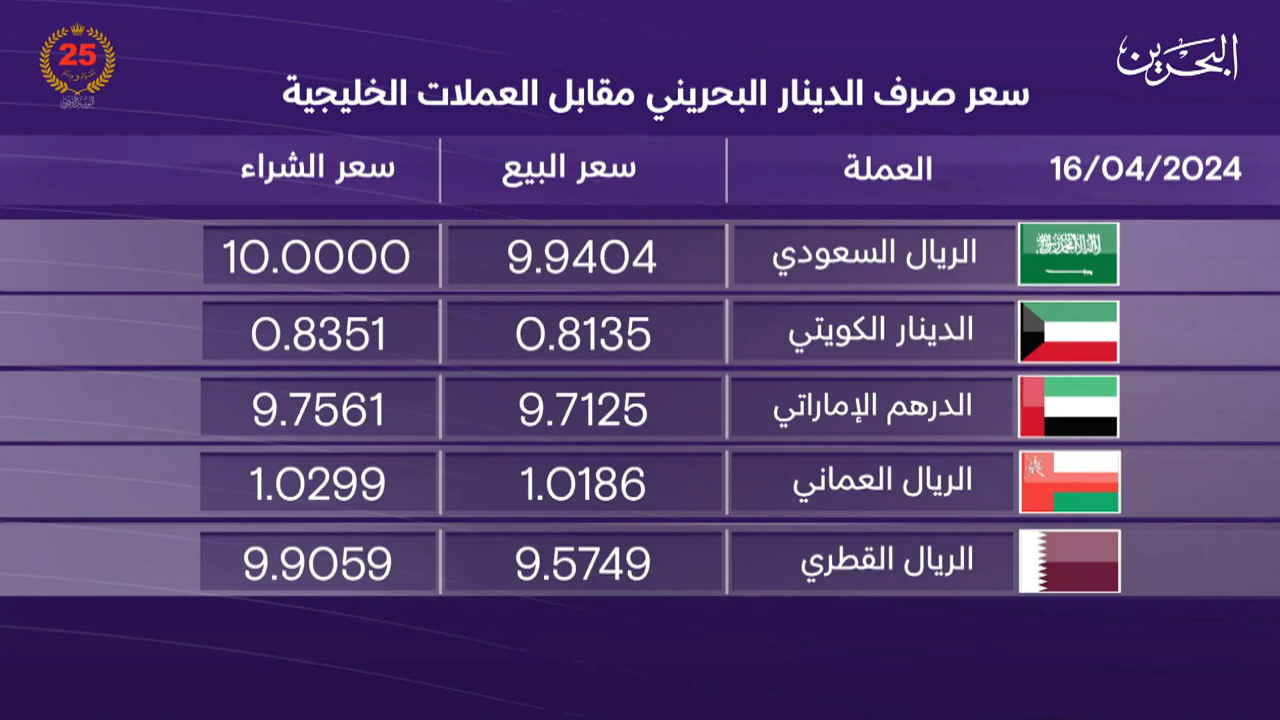 البحرين
25
سعر صرف الدينار البحريني مقابل العملات الخليجية
16/04/2024 العملة سعر البيع سعر الشراء
الريال السعودي 9.9404 10.0000
الدينار الكويتي 0.8135 0.8351
الدرهم الإماراتي 9.7125 9.7561
الريال العماني 1.0186 1.0299
الريال القطري 9.5749 9.9059